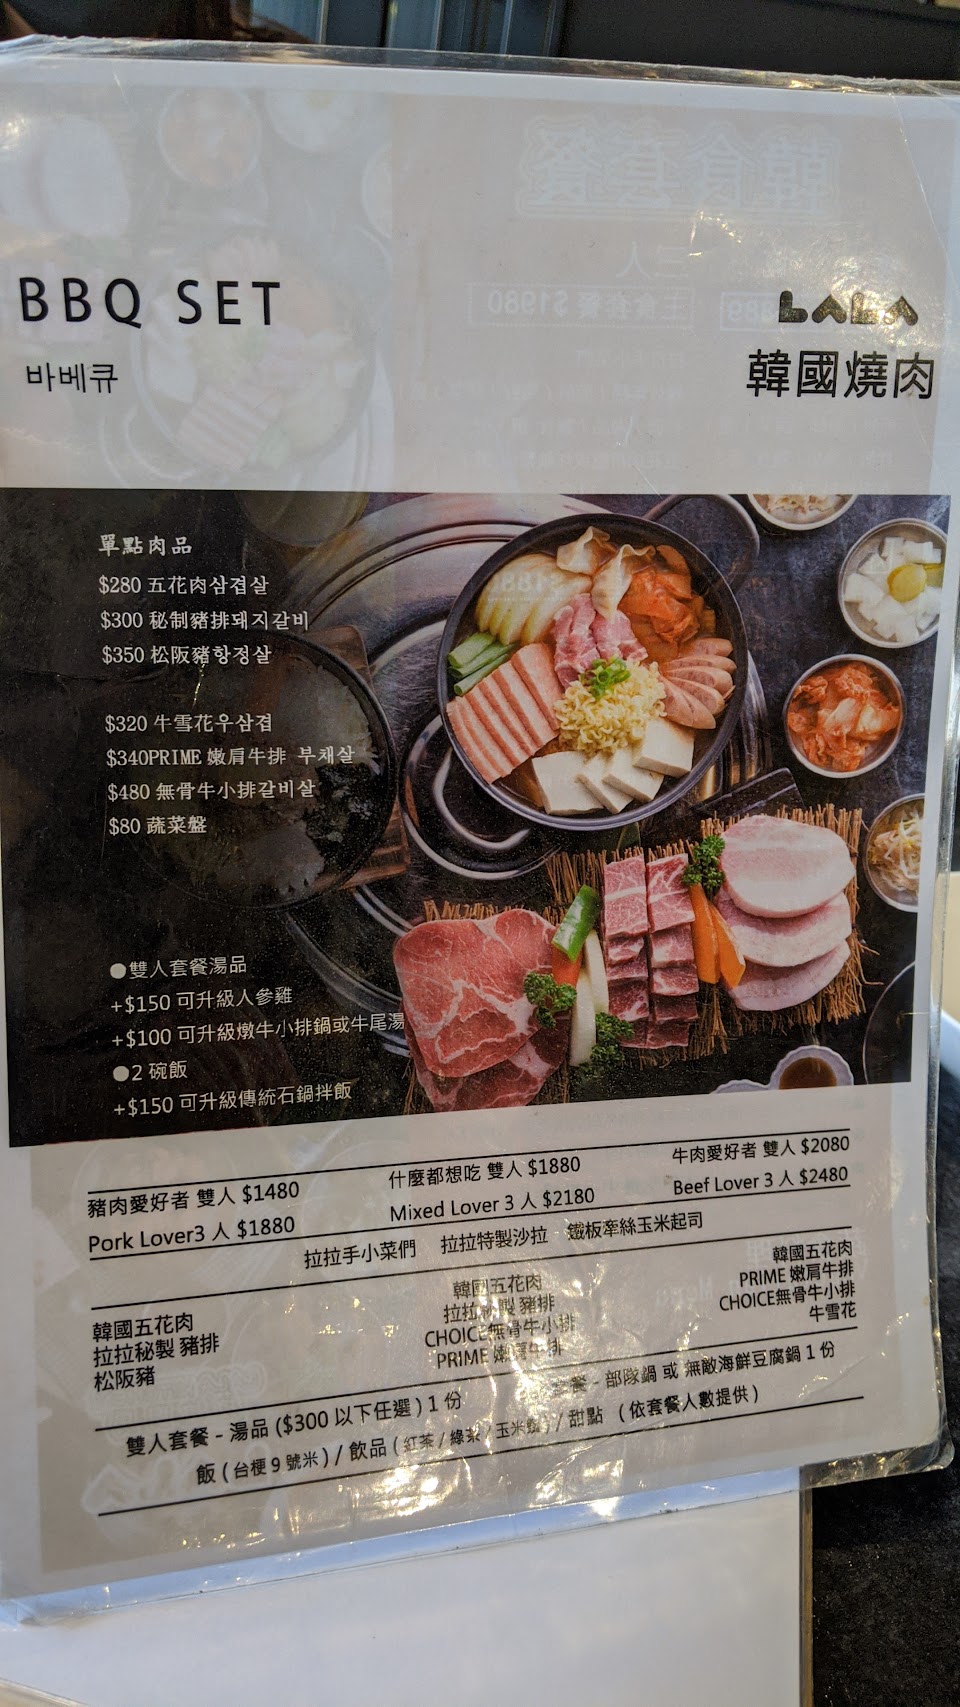 BBQ SET
바베큐
LALA
韓國燒肉
單點肉品
$280 五花肉삼겹살
$300 秘制豬排돼지갈비
$350 松阪豬항정살
$320 牛雪花우삼겹
$340PRIME 嫩肩牛排 부채살
$480 無骨牛小排갈비살
$80 蔬菜盤
●雙人套餐湯品
+$150 可升級人參雞
+$100 可升級燉牛小排鍋或牛尾湯
●2 碗飯
+$150 可升級傳統石鍋拌飯
豬肉愛好者 雙人 $1480
Pork Lover3 人 $1880
什麼都想吃 雙人 $1880
Mixed Lover 3 人 $2180
牛肉愛好者 雙人 $2080
Beef Lover 3 人 $2480
拉拉手小菜們 拉拉特製沙拉 鐵板牽絲玉米起司
韓國五花肉
拉拉秘製 豬排
松阪豬
韓國五花肉
拉拉秘製 豬排
CHOICE無骨牛小排
PRIME 嫩肩牛排
韓國五花肉
PRIME 嫩肩牛排
CHOICE無骨牛小排
牛雪花
雙人套餐 - 湯品 ($300 以下任選 ) 1 份
餐 - 部隊鍋 或 無敵海鮮豆腐鍋 1 份
飯 ( 台梗 9 號米 ) / 飲品 ( 紅茶 / 綠茶 / 玉米鬚 ) / 甜點 ( 依套餐人數提供 )